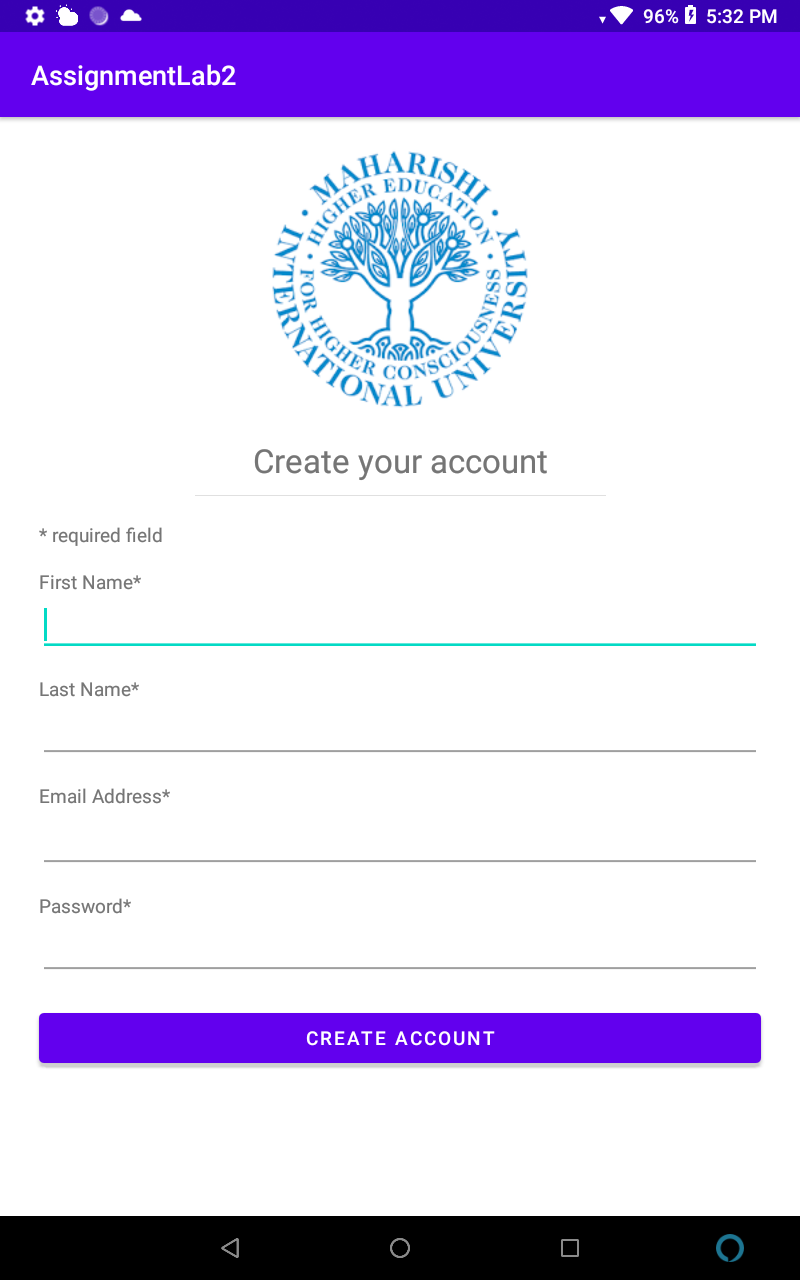 96% 5:32 PM
AssignmentLab2
• MAHARISHI •
INTERNATIONAL UNIVERSITY
• HIGHER EDUCATION •
FOR HIGHER CONSCIOUSNESS
Create your account
* required field
First Name*
Last Name*
Email Address*
Password*
CREATE ACCOUNT